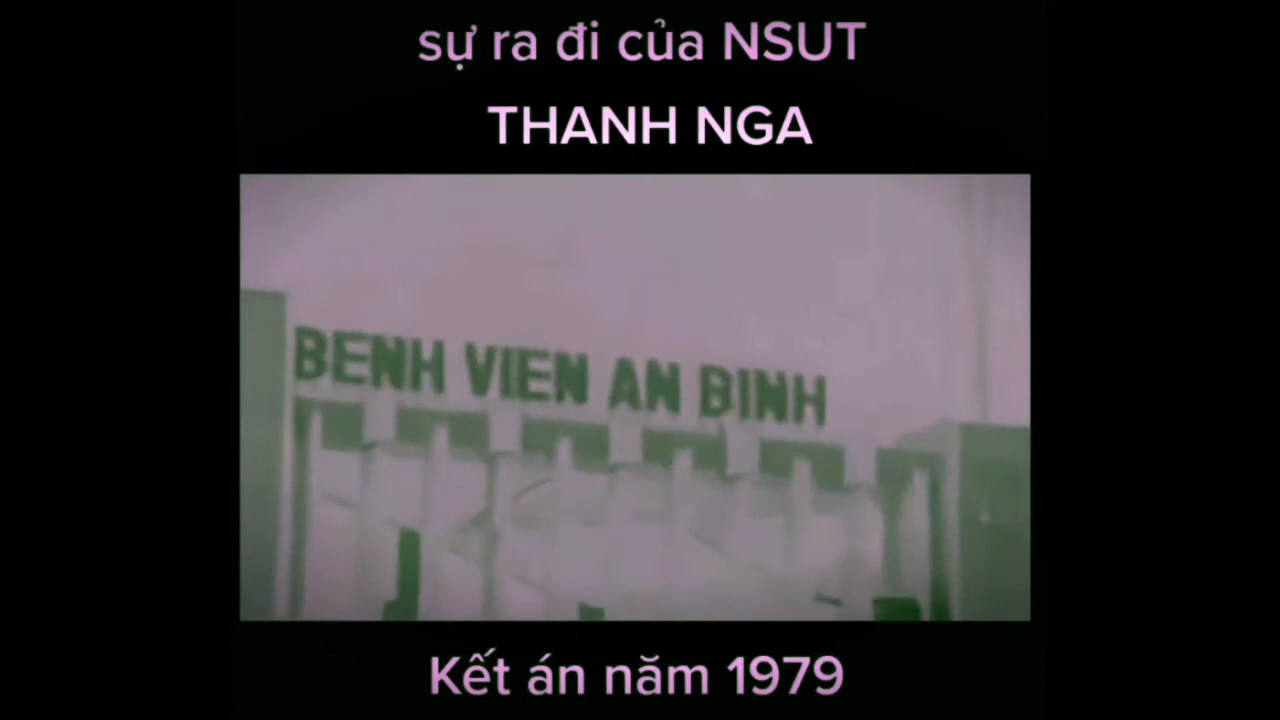 sự ra đi của NSUT
THANH NGA
BENH VIEN AN BINH
Kết án năm 1979